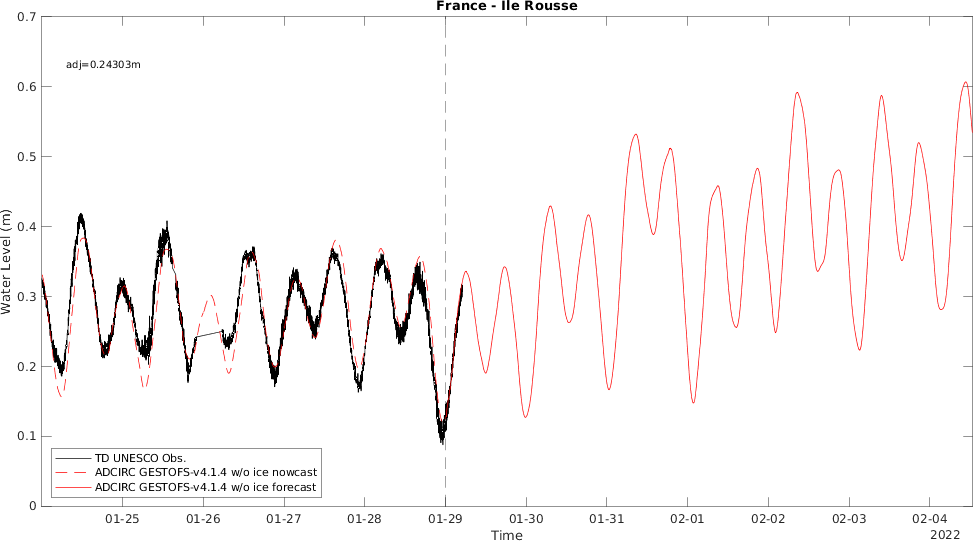 France - Ile Rousse
adj=0.24303m
Water Level (m)
0.7
0.6
0.5
0.4
0.3
0.2
0.1
0
TD UNESCO Obs.
ADCIRC GESTOFS-v4.1.4 w/o ice nowcast
ADCIRC GESTOFS-v4.1.4 w/o ice forecast
01-25 01-26 01-27 01-28 01-29 01-30 01-31 02-01 02-02 02-03 02-04
Time
2022